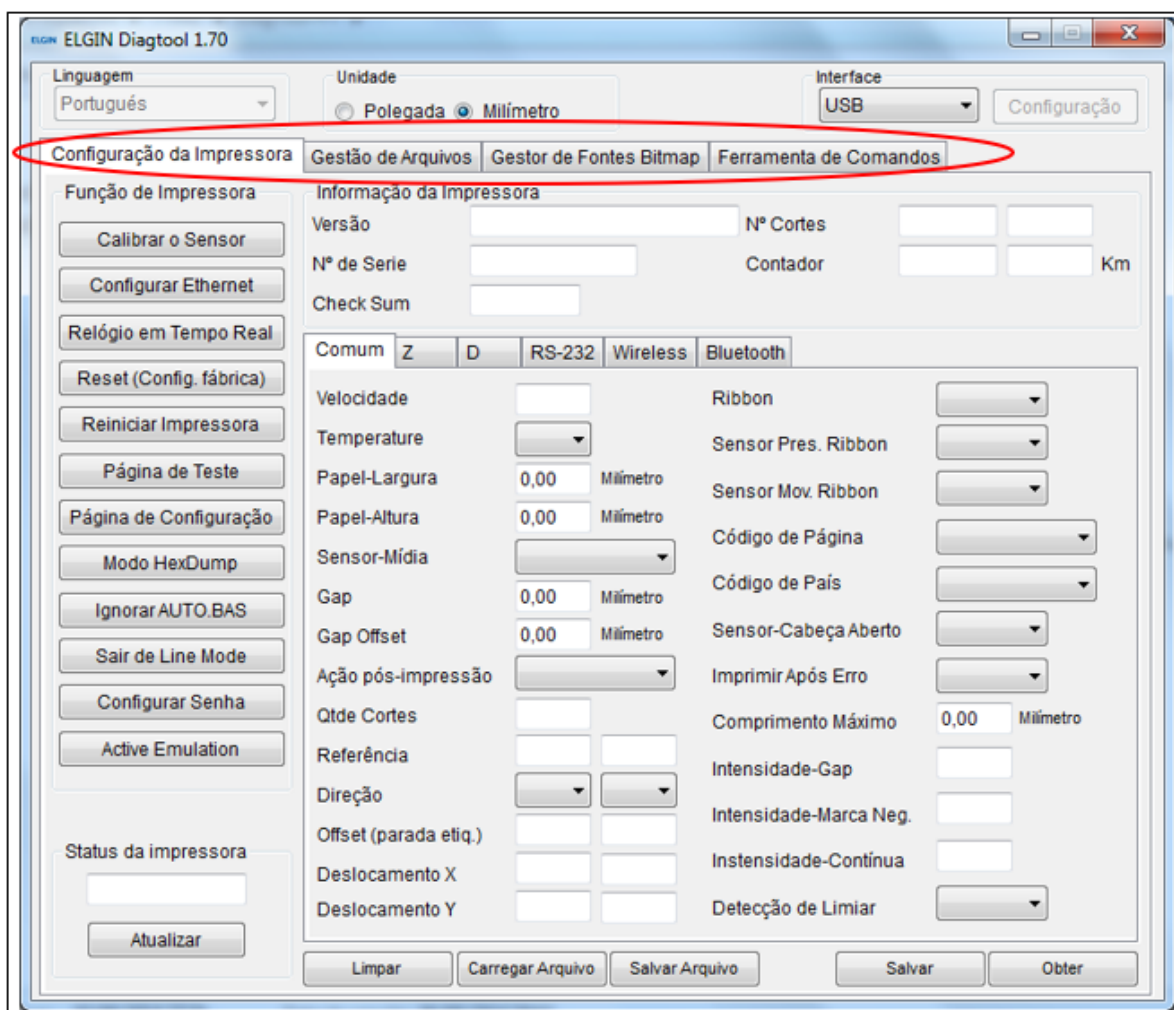 ELGIN ELGIN Diagtool 1.70
Linguagem
Portugués
Unidade
Polegada Milímetro
Interface
USB
Configuração
Configuração da Impressora Gestão de Arquivos Gestor de Fontes Bitmap Ferramenta de Comandos
Função de Impressora
Calibrar o Sensor
Configurar Ethernet
Relógio em Tempo Real
Reset (Config. fábrica)
Reiniciar Impressora
Página de Teste
Página de Configuração
Modo HexDump
Ignorar AUTO.BAS
Sair de Line Mode
Configurar Senha
Active Emulation
Status da impressora
Atualizar
Informação da Impressora
Versão
Nº Cortes
Nº de Serie
Contador
Km
Check Sum
Comum Z D RS-232 Wireless Bluetooth
Velocidade
Temperature
Papel-Largura 0,00 Milímetro
Papel-Altura 0,00 Milímetro
Sensor-Mídia
Gap 0,00 Milímetro
Gap Offset 0,00 Milímetro
Ação pós-impressão
Qtde Cortes
Referência
Direção
Offset (parada etiq.)
Deslocamento X
Deslocamento Y
Ribbon
Sensor Pres. Ribbon
Sensor Mov. Ribbon
Código de Página
Código de País
Sensor-Cabeça Aberto
Imprimir Após Erro
Comprimento Máximo 0,00 Milímetro
Intensidade-Gap
Intensidade-Marca Neg.
Instensidade-Contínua
Detecção de Limiar
Limpar Carregar Arquivo Salvar Arquivo Salvar Obter